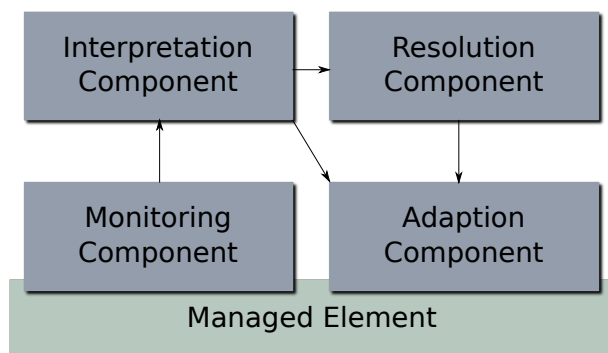 Interpretation
Component
Resolution
Component
Monitoring
Component
Adaption
Component
Managed Element